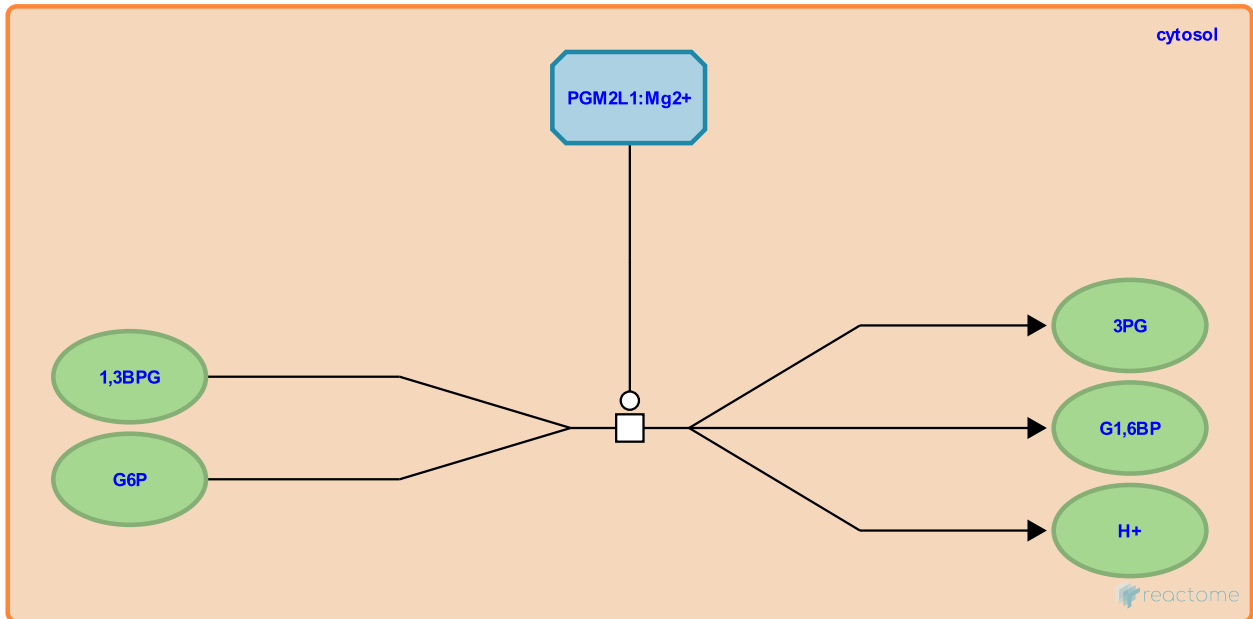 cytosol
PGM2L1:Mg2+
1,3BPG
G6P
3PG
G1,6BP
H+
reactome